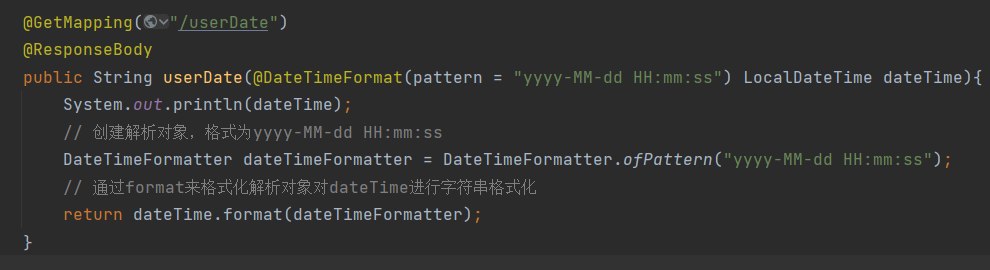 @GetMapping("/userDate")
@ResponseBody
public String userDate(@DateTimeFormat(pattern = "yyyy-MM-dd HH:mm:ss") LocalDateTime dateTime){
    System.out.println(dateTime);
    // 创建解析对象，格式为yyyy-MM-dd HH:mm:ss
    DateTimeFormatter dateTimeFormatter = DateTimeFormatter.ofPattern("yyyy-MM-dd HH:mm:ss");
    // 通过format来格式化解析对象对dateTime进行字符串格式化
    return dateTime.format(dateTimeFormatter);
}